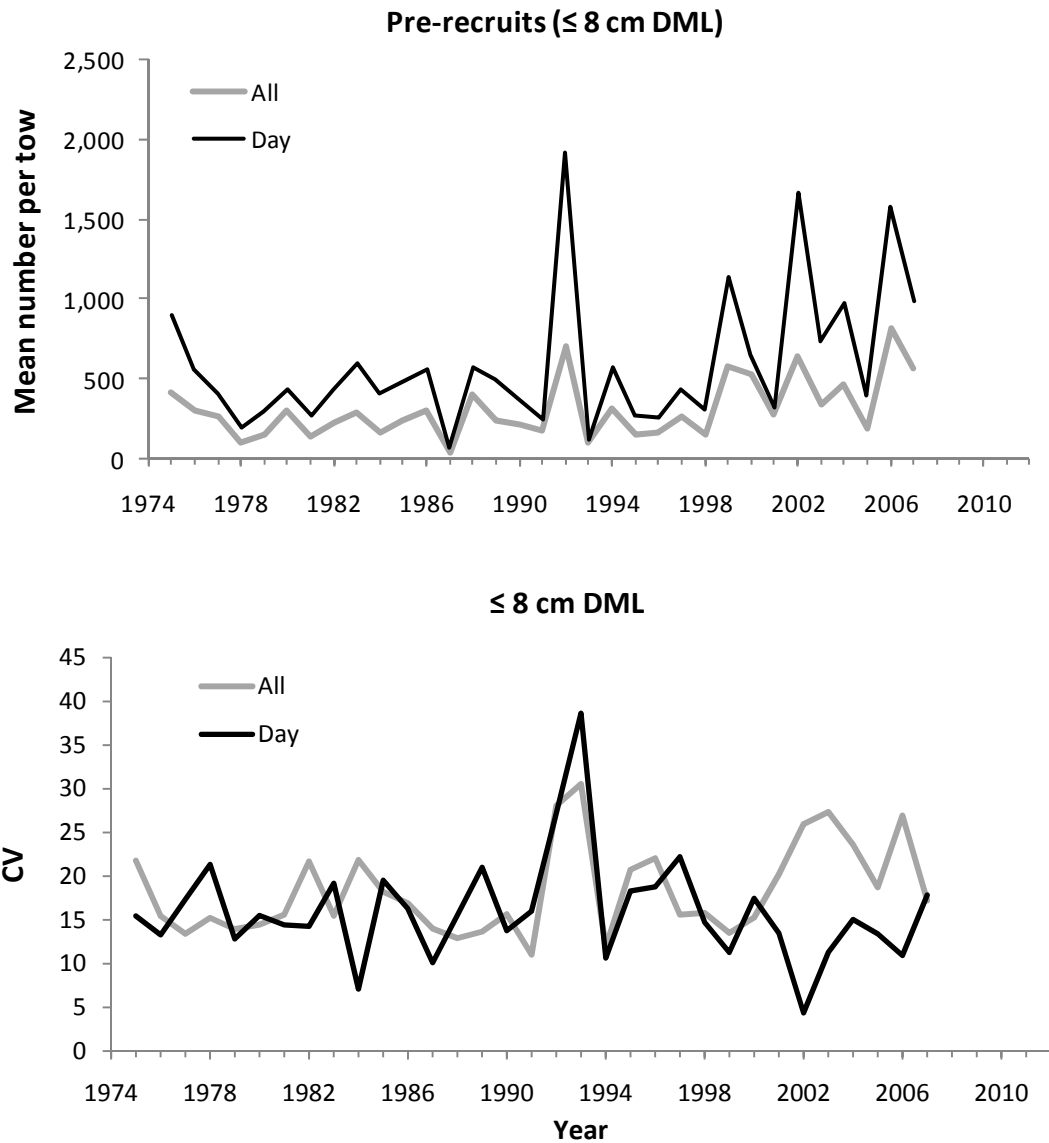 Pre-recruits (≤ 8 cm DML)
2,500
2,000
1,500
1,000
500
0
Mean number per tow
All
Day
1974 1978 1982 1986 1990 1994 1998 2002 2006 2010
≤ 8 cm DML
45
40
35
30
25
20
15
10
5
0
CV
All
Day
1974 1978 1982 1986 1990 1994 1998 2002 2006 2010
Year